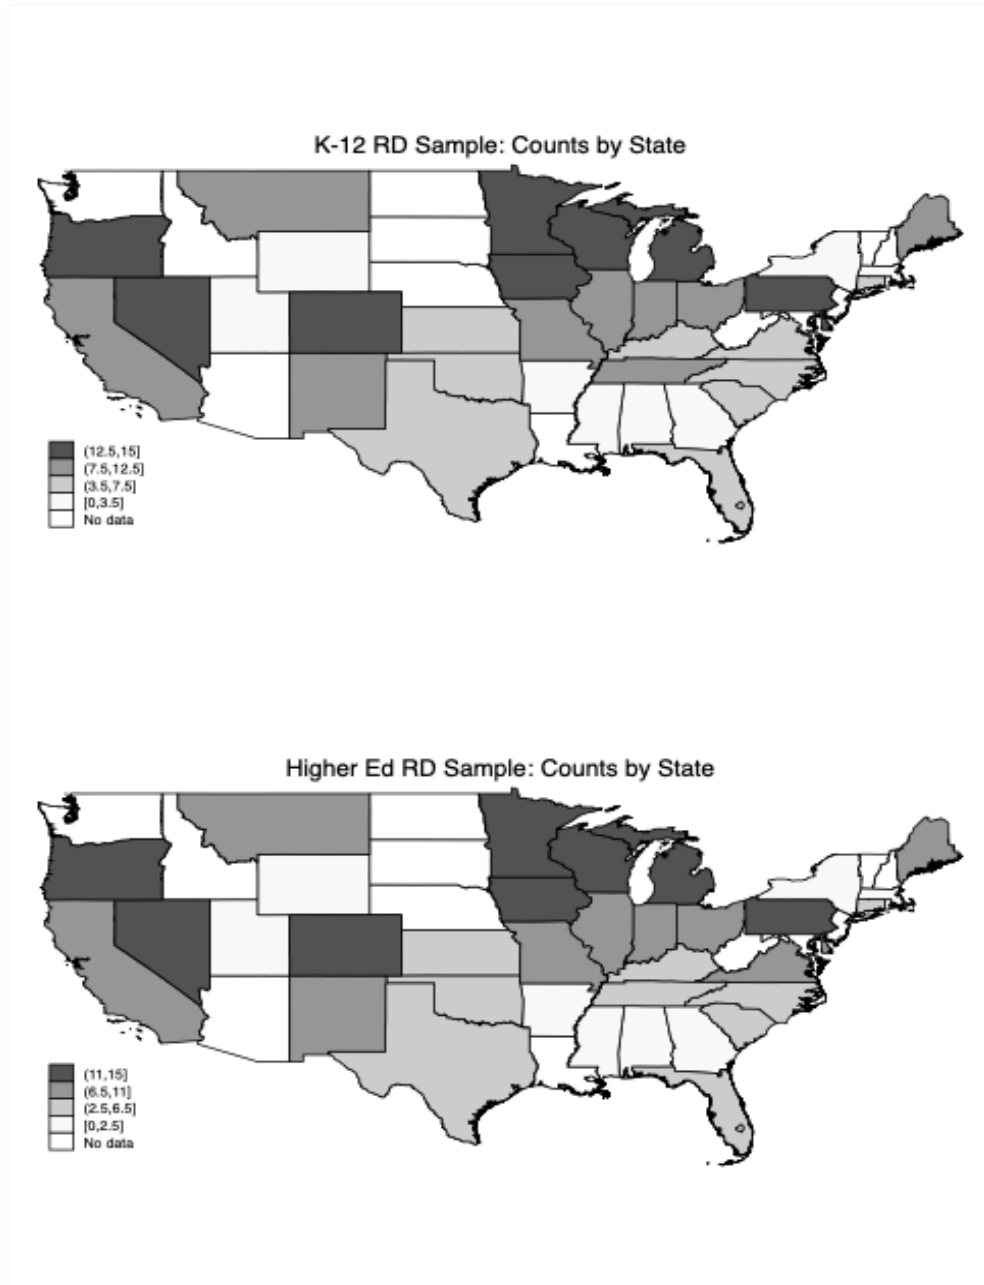 K-12 RD Sample: Counts by State
(12.5,15]
(7.5,12.5]
(3.5,7.5]
[0,3.5]
No data
Higher Ed RD Sample: Counts by State
(11,15]
(6.5,11]
(2.5,6.5]
[0,2.5]
No data